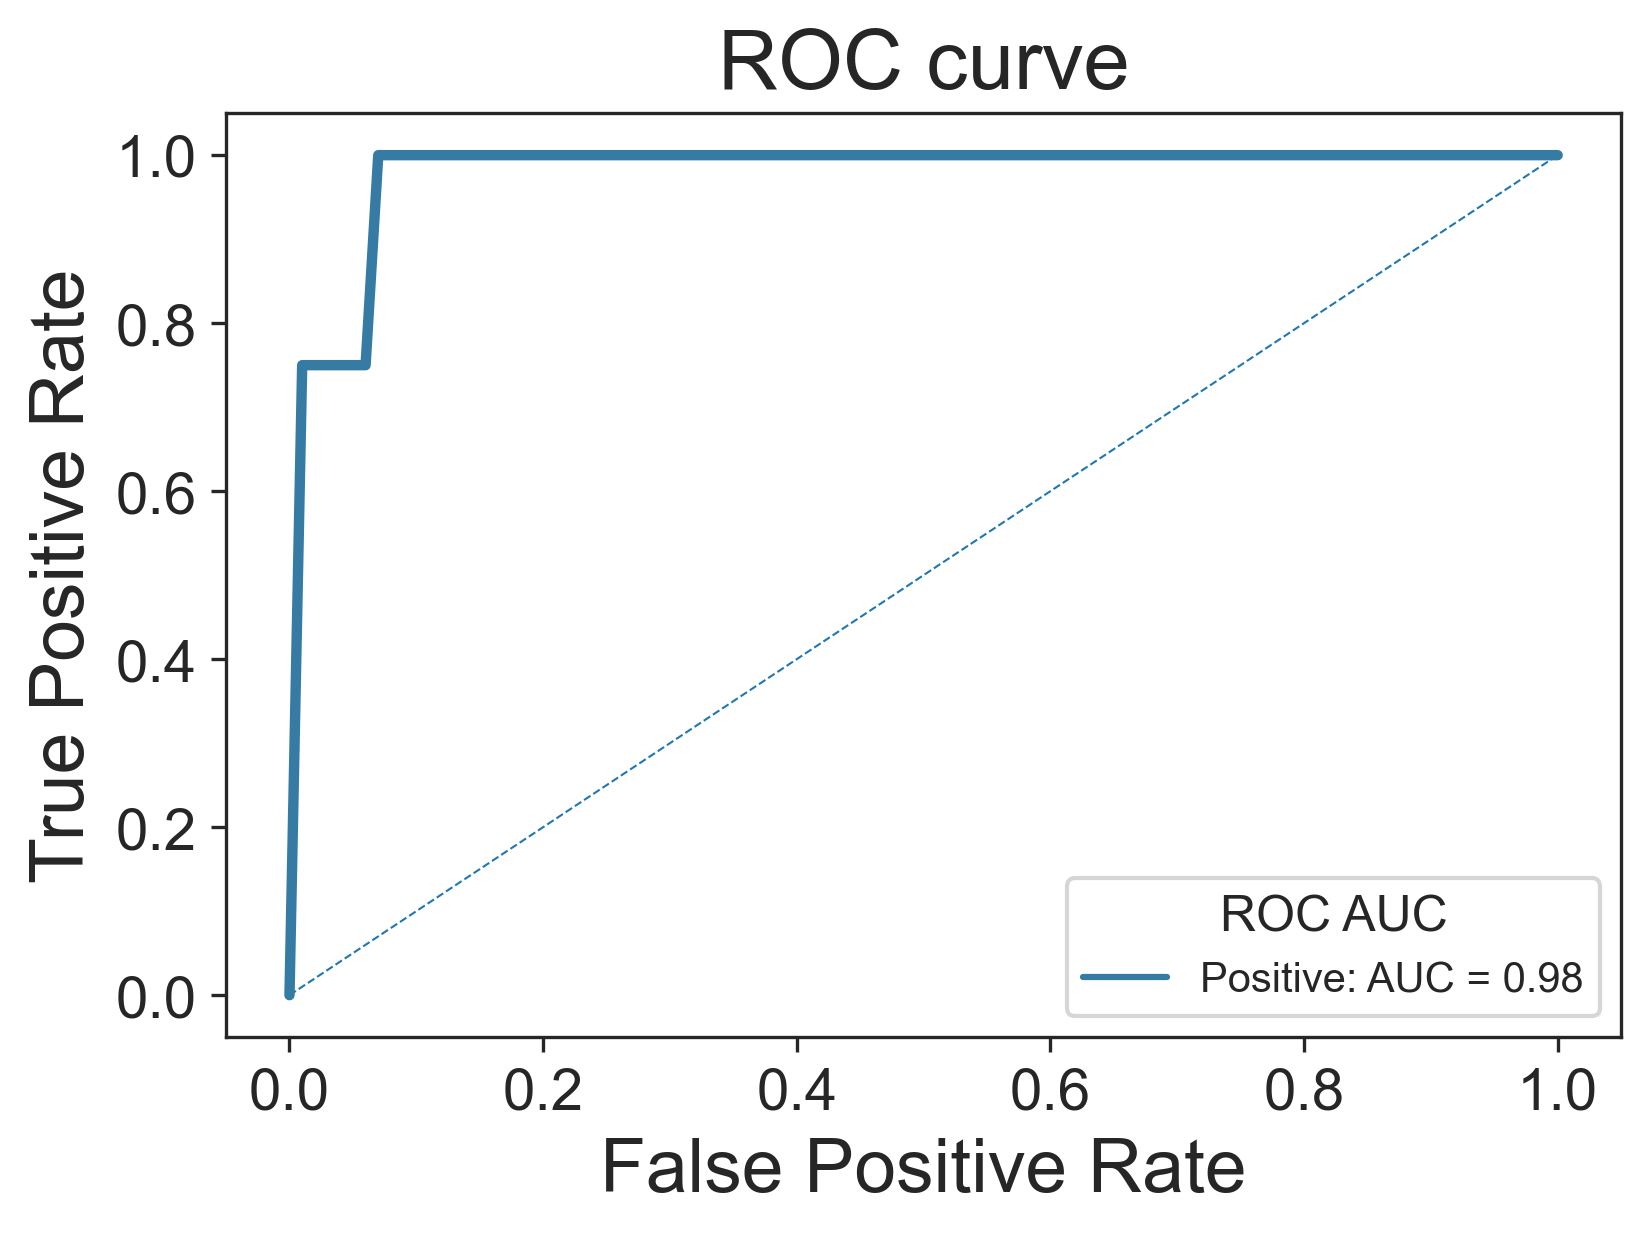 ROC curve
True Positive Rate
1.0
0.8
0.6
0.4
0.2
0.0
ROC AUC
Positive: AUC = 0.98
0.0 0.2 0.4 0.6 0.8 1.0
False Positive Rate